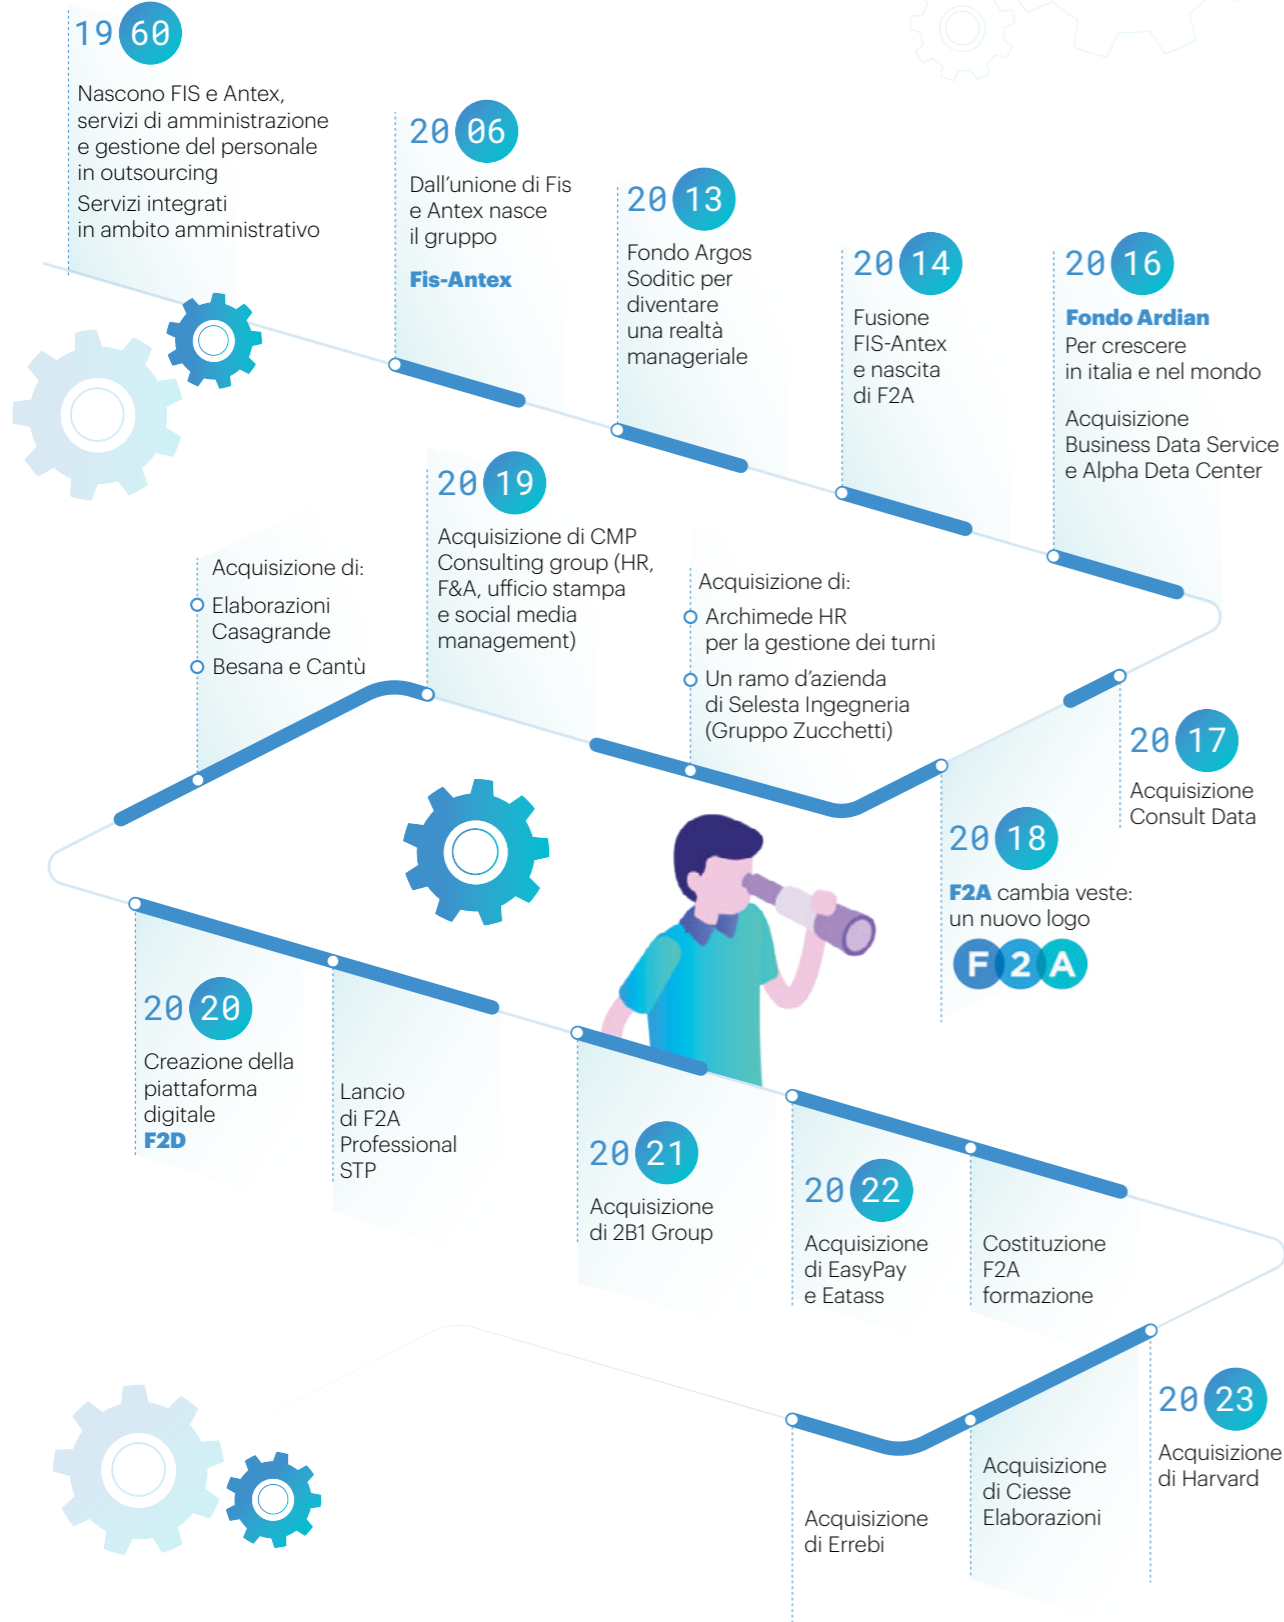 1960
Nascono FIS e Antex,
servizi di amministrazione
e gestione del personale
in outsourcing
Servizi integrati
in ambito amministrativo
2006
Dall’unione di Fis
e Antex nasce
il gruppo
Fis-Antex
2013
Fondo Argos
Soditic per
diventare
una realtà
manageriale
2014
Fusione
FIS-Antex
e nascita
di F2A
2016
Fondo Ardian
Per crescere
in italia e nel mondo
Acquisizione
Business Data Service
e Alpha Deta Center
2017
Acquisizione
Consult Data
2018
F2A cambia veste:
un nuovo logo
F2A
Acquisizione di:
Archimede HR
per la gestione dei turni
Un ramo d’azienda
di Selesta Ingegneria
(Gruppo Zucchetti)
2019
Acquisizione di CMP
Consulting group (HR,
F&A, ufficio stampa
e social media
management)
Acquisizione di:
Elaborazioni
Casagrande
Besana e Cantù
2020
Creazione della
piattaforma
digitale
F2D
Lancio
di F2A
Professional
STP
2021
Acquisizione
di 2B1 Group
2022
Acquisizione
di EasyPay
e Eatass
Costituzione
F2A
formazione
2023
Acquisizione
di Harvard
Acquisizione
di Ciesse
Elaborazioni
Acquisizione
di Errebi